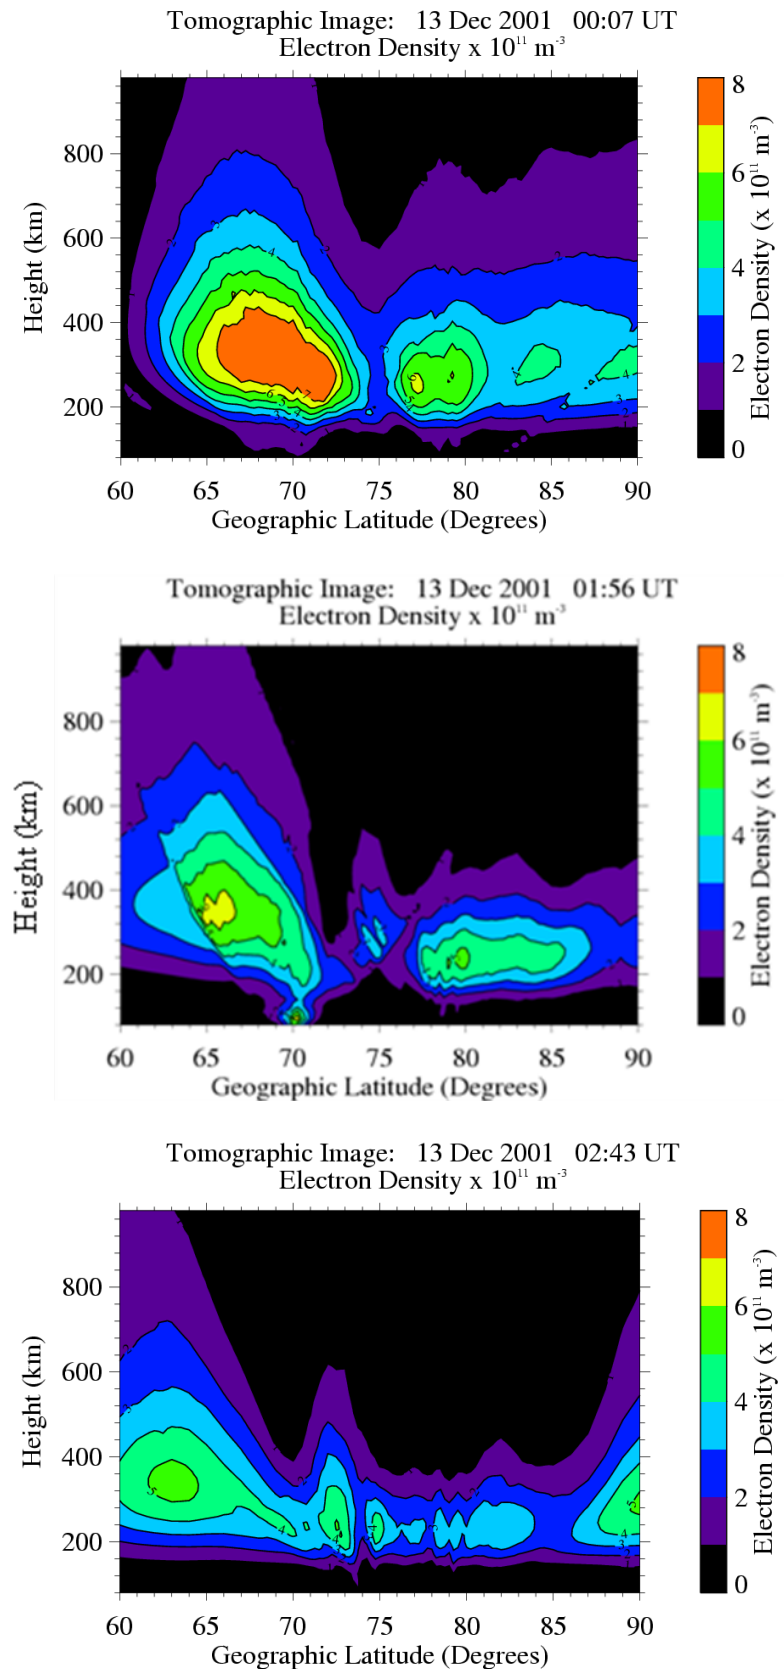 Tomographic Image: 13 Dec 2001 00:07 UT
Electron Density x 10¹¹ m⁻³
Height (km)
800
600
400
200
60 65 70 75 80 85 90
Geographic Latitude (Degrees)
8
6
4
2
0
Electron Density (x 10¹¹ m⁻³)
Tomographic Image: 13 Dec 2001 01:56 UT
Electron Density x 10¹¹ m⁻³
Height (km)
800
600
400
200
60 65 70 75 80 85 90
Geographic Latitude (Degrees)
8
6
4
2
0
Electron Density (x 10¹¹ m⁻³)
Tomographic Image: 13 Dec 2001 02:43 UT
Electron Density x 10¹¹ m⁻³
Height (km)
800
600
400
200
60 65 70 75 80 85 90
Geographic Latitude (Degrees)
8
6
4
2
0
Electron Density (x 10¹¹ m⁻³)